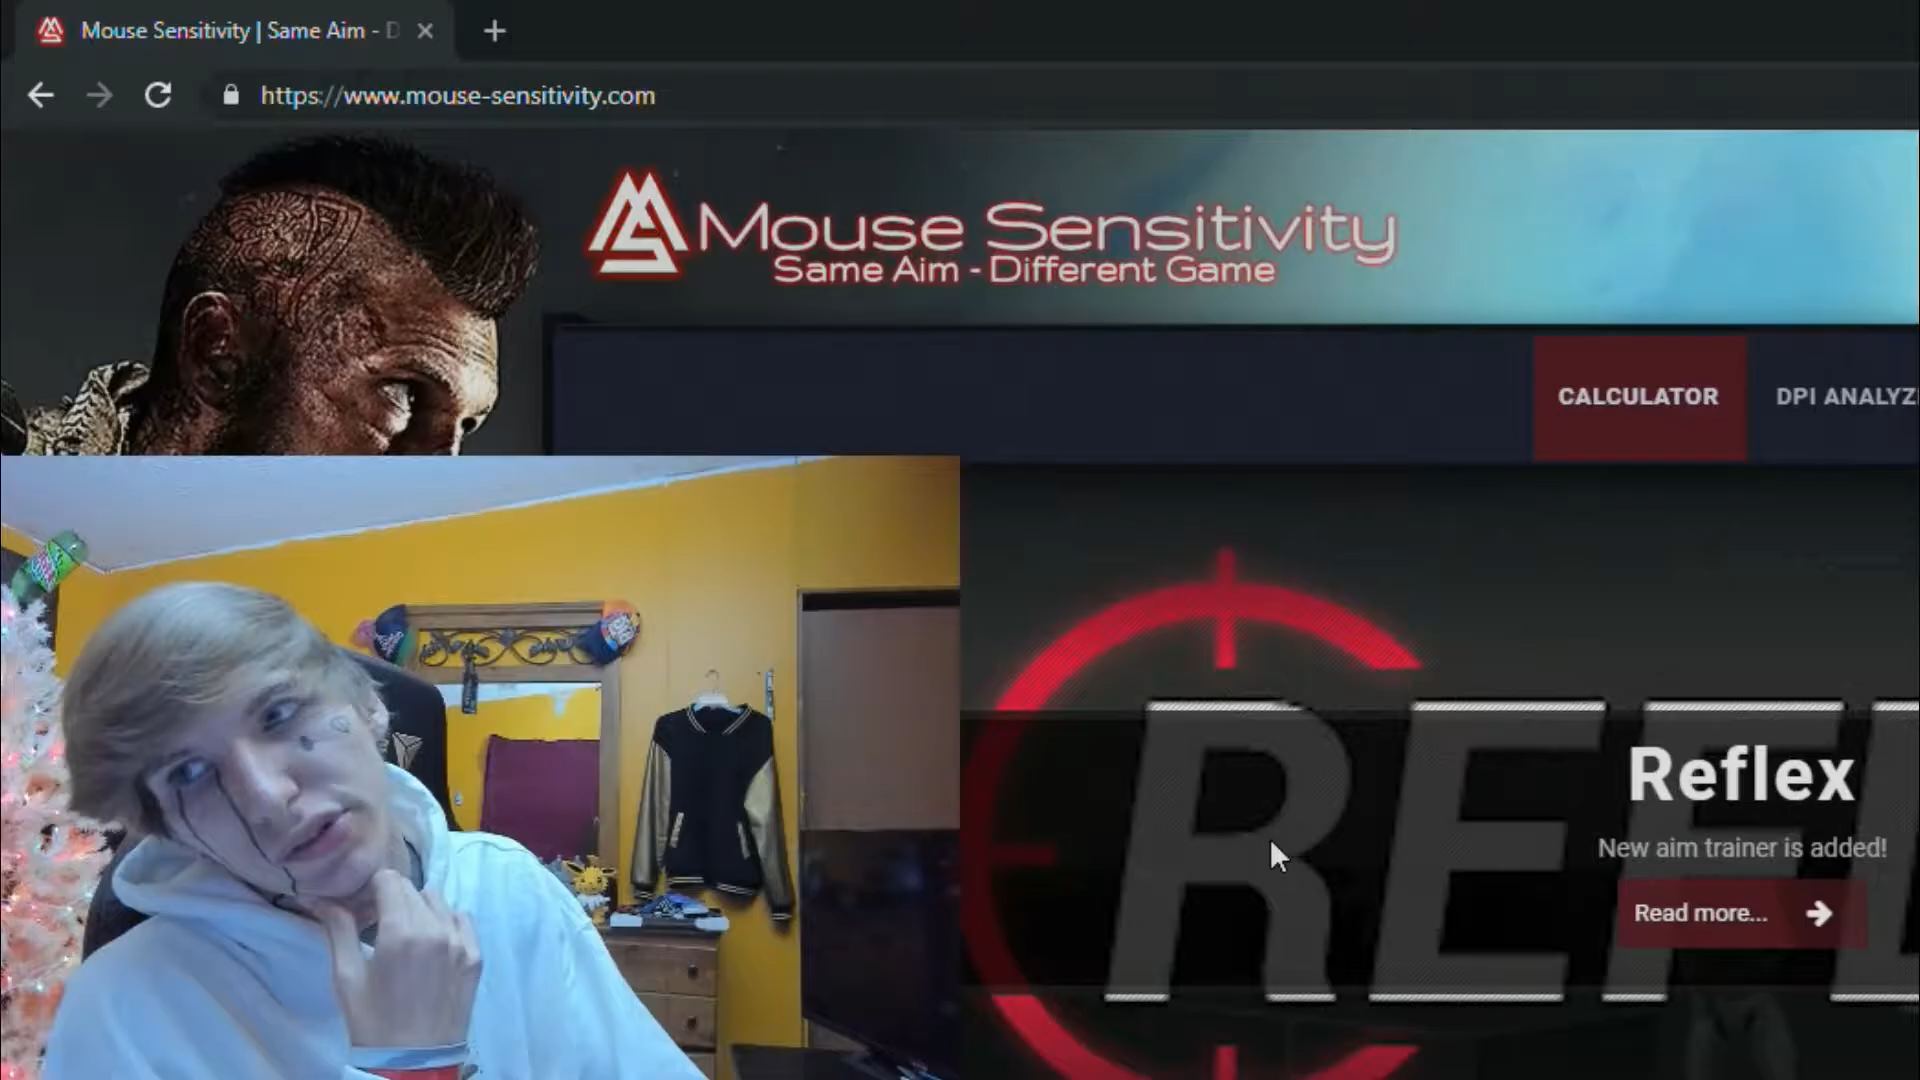 Mouse Sensitivity | Same Aim - D
https://www.mouse-sensitivity.com
Mouse Sensitivity
Same Aim - Different Game
CALCULATOR
DPI ANALYZ
REFL
Reflex
New aim trainer is added!
Read more...